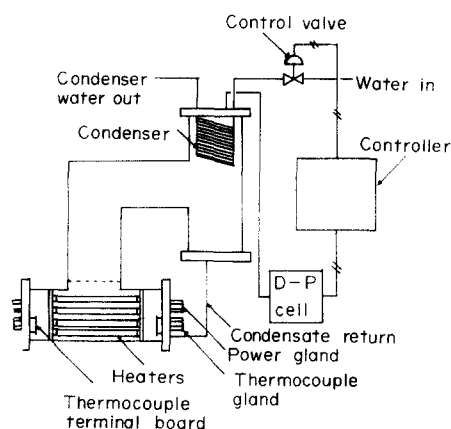 Control valve
Condenser
water out
Water in
Condenser
Controller
D-P
cell
Condensate return
Power gland
Heaters
Thermocouple
gland
Thermocouple
terminal board